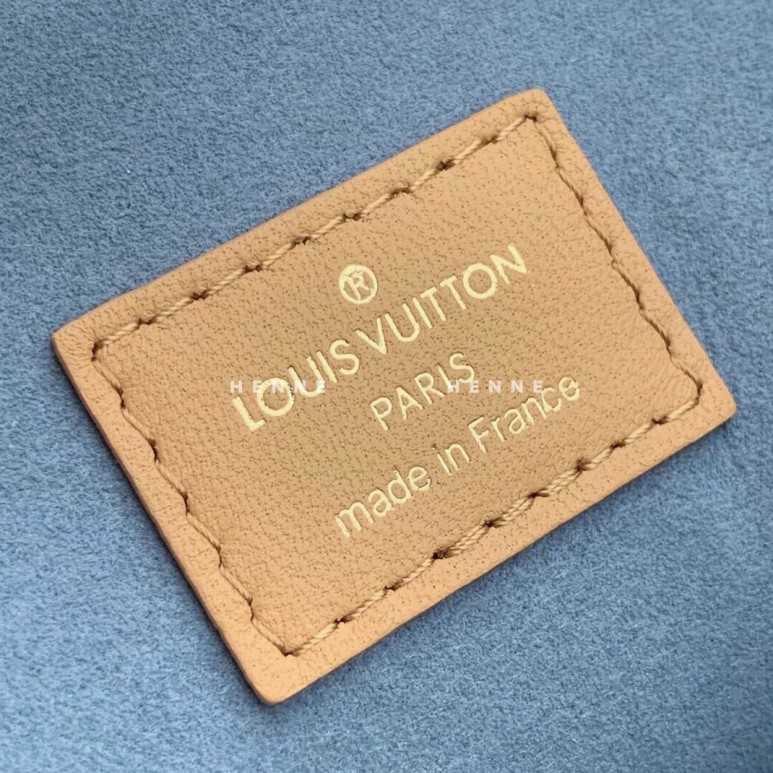 ®
LOUIS VUITTON
PARIS
made in France
HENNE HENNE